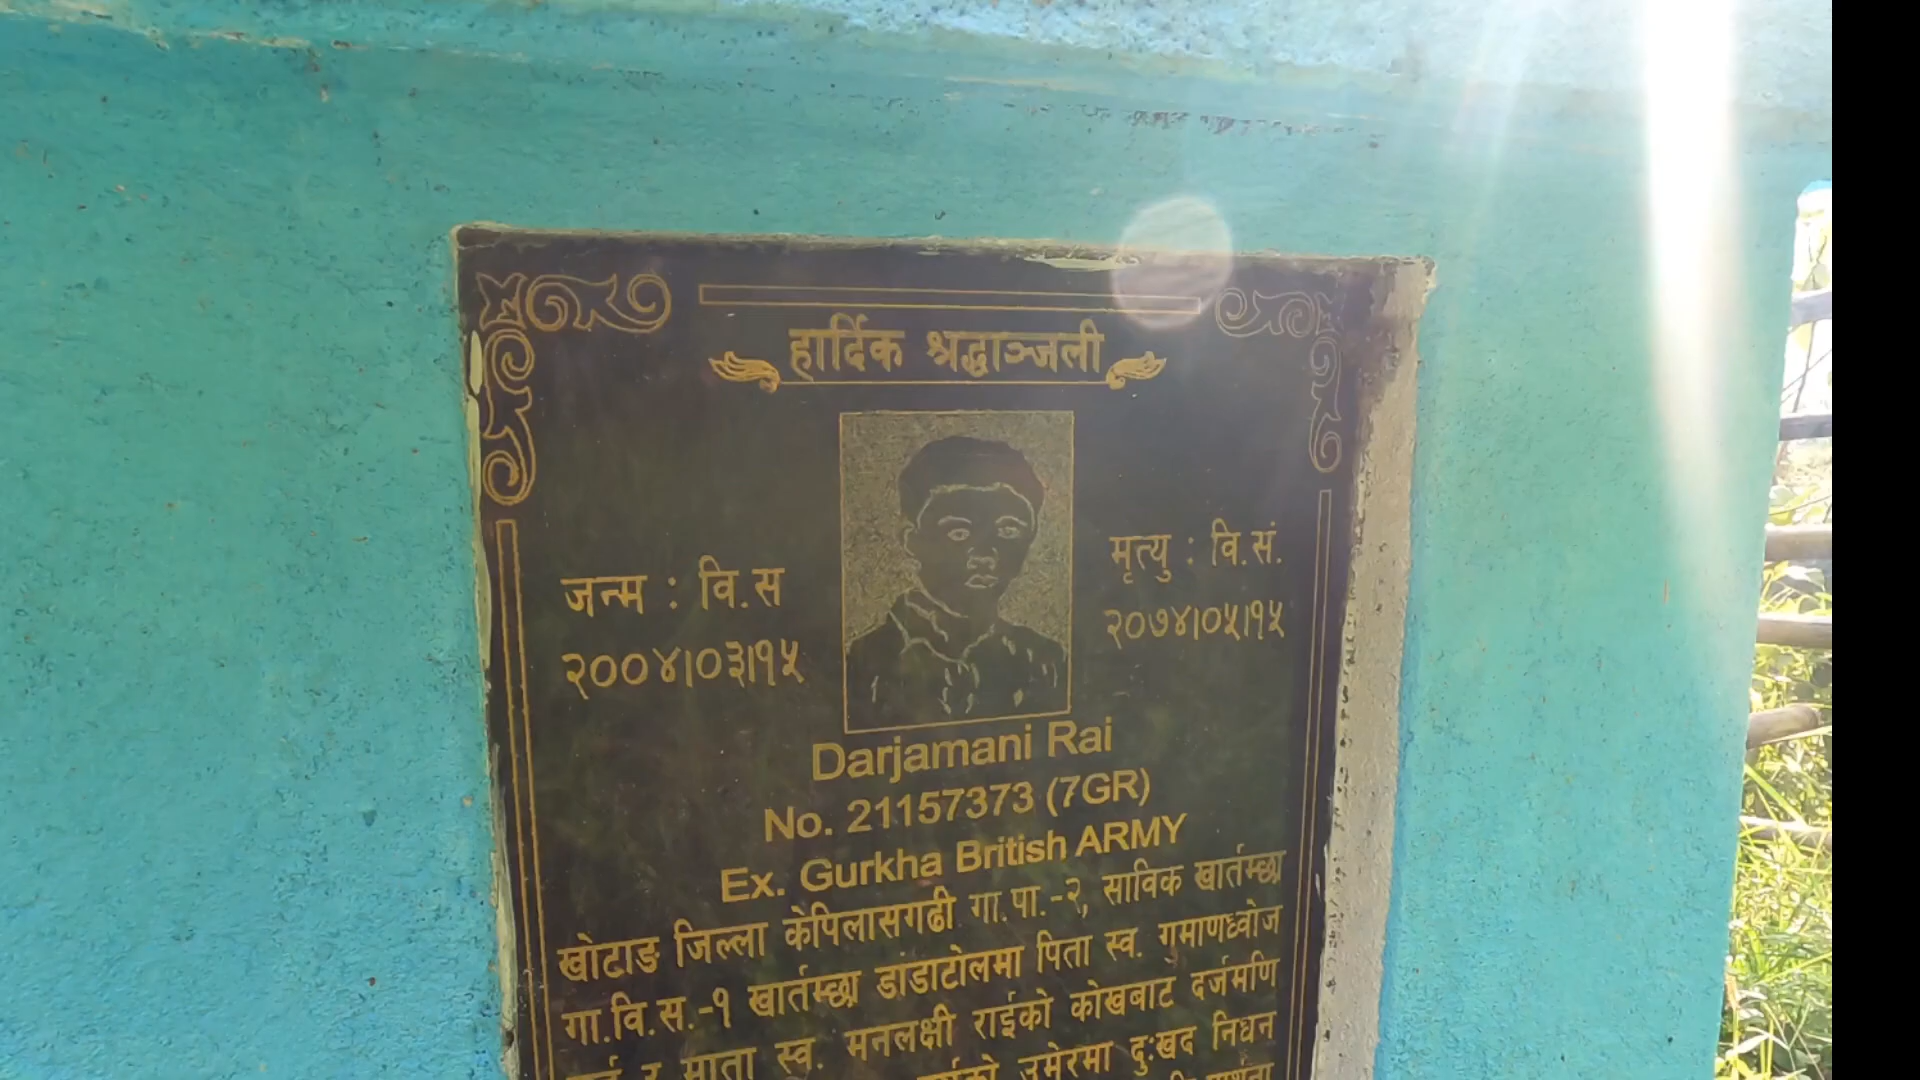 हार्दिक श्रद्धाञ्जली
जन्म : वि.स
२००४।०३।१५
मृत्यु : वि.सं.
२०७४।०५।१५
Darjamani Rai
No. 21157373 (7GR)
Ex. Gurkha British ARMY
खोटाङ जिल्ला केपिलासगढी गा.पा.-२, साविक खार्तम्छा
गा.वि.स.-१ खार्तम्छा डांडाटोलमा पिता स्व. गुमाणध्वोज
र माता स्व. मनलक्षी राईको कोखबाट दर्जमणि
उमेरमा दुःखद निधन